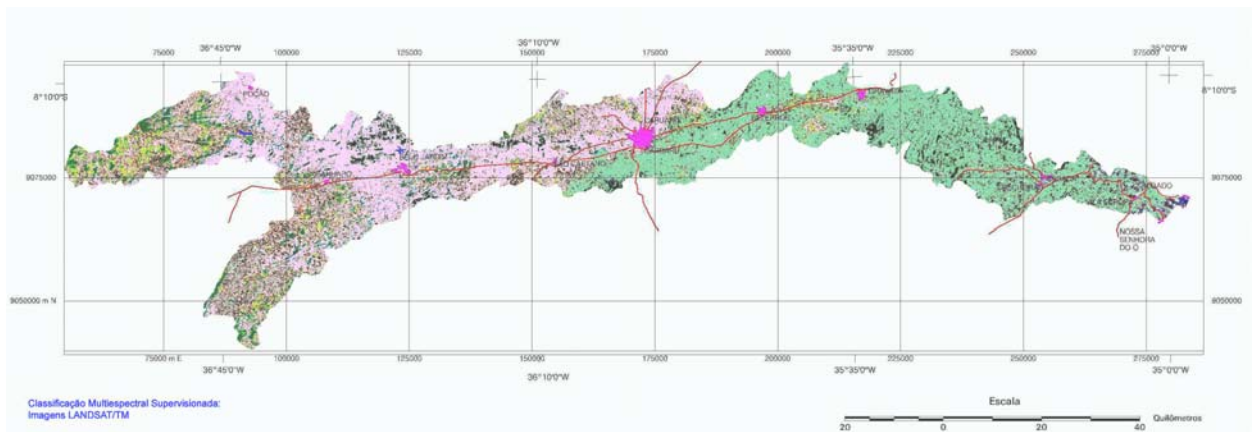 36°10'0"W
36°45'0"W 35°35'0"W 35°0'0"W
75000 100000 125000 150000 175000 200000 225000 250000 275000
8°10'0"S 8°10'0"S
POÇÃO
9075000 9075000
NOSSA
SENHORA
DO Ó
9050000 m N 9050000
75000 m E. 100000 125000 150000 175000 200000 225000 250000 275000
36°45'0"W 35°35'0"W 35°0'0"W
36°10'0"W
Classificação Multiespectral Supervisionada:
Imagens LANDSAT/TM
Escala
Quilômetros
20 0 20 40